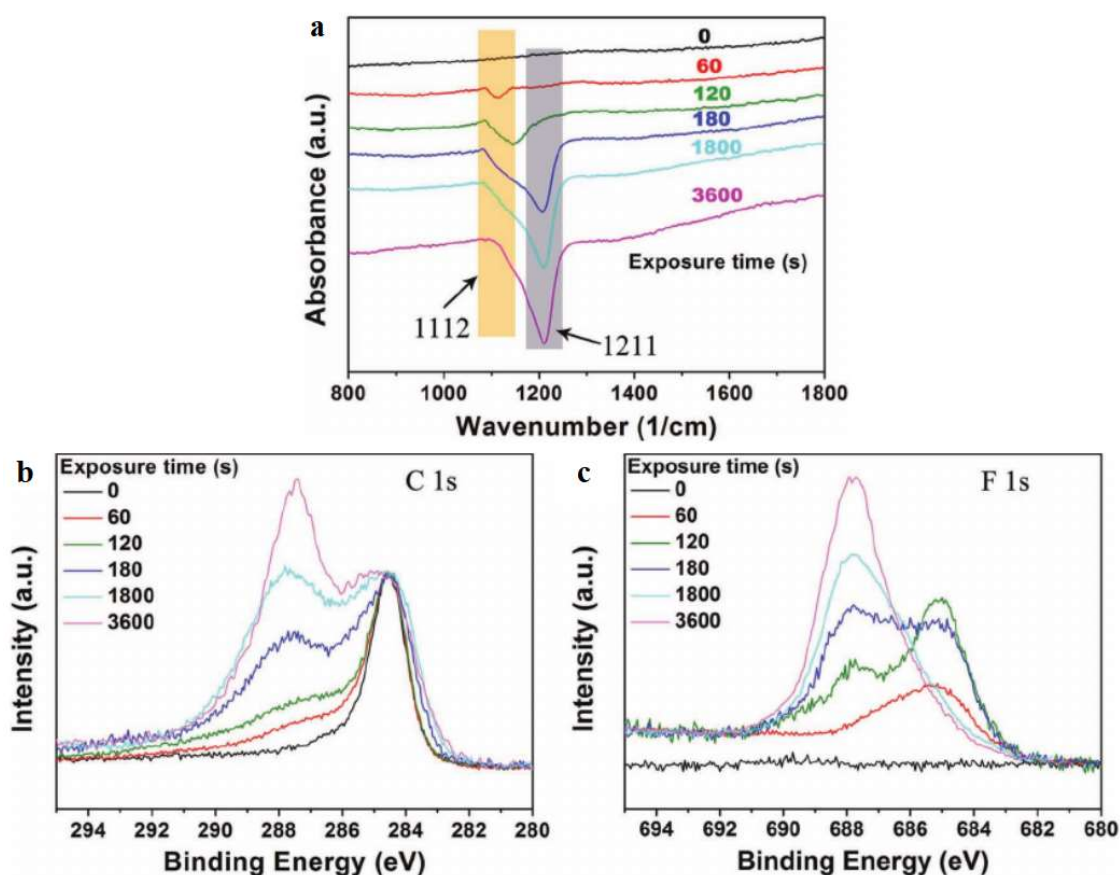 a
0
60
120
180
1800
3600
Exposure time (s)
1112
1211
Absorbance (a.u.)
800 1000 1200 1400 1600 1800
Wavenumber (1/cm)
b
Exposure time (s)
0
60
120
180
1800
3600
C 1s
Intensity (a.u.)
294 292 290 288 286 284 282 280
Binding Energy (eV)
c
Exposure time (s)
0
60
120
180
1800
3600
F 1s
Intensity (a.u.)
694 692 690 688 686 684 682 680
Binding Energy (eV)